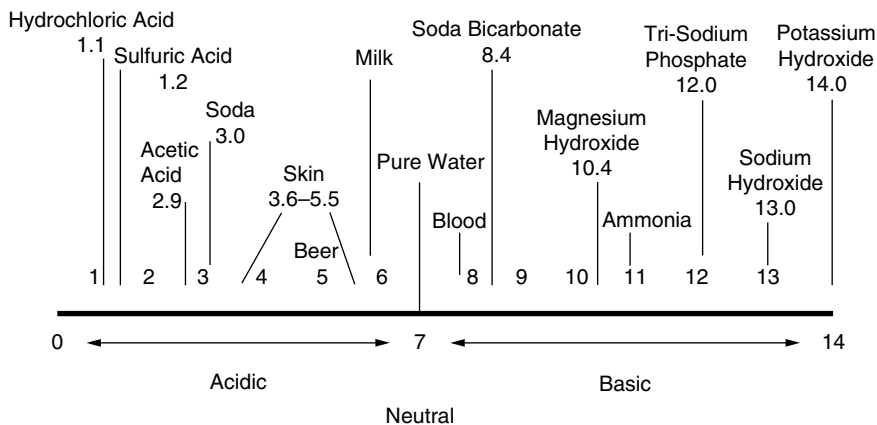 Hydrochloric Acid
1.1
Sulfuric Acid
1.2
Acetic
Acid
2.9
Soda
3.0
Skin
3.6–5.5
Beer
Milk
Pure Water
Blood
Soda Bicarbonate
8.4
Magnesium
Hydroxide
10.4
Ammonia
Tri-Sodium
Phosphate
12.0
Sodium
Hydroxide
13.0
Potassium
Hydroxide
14.0
1 2 3 4 5 6 8 9 10 11 12 13
0 7 14
Acidic Basic
Neutral